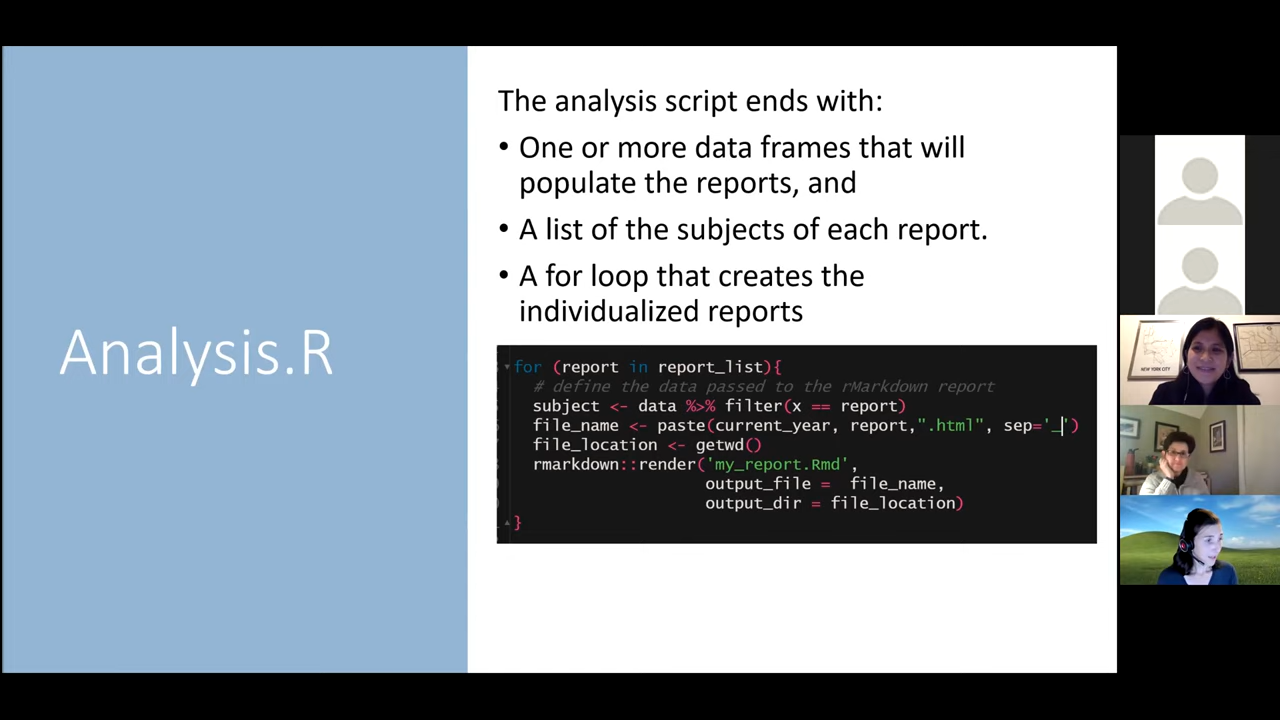 The analysis script ends with:
• One or more data frames that will
populate the reports, and
• A list of the subjects of each report.
• A for loop that creates the
individualized reports
Analysis.R
for (report in report_list){
# define the data passed to the rMarkdown report
subject <- data %>% filter(x == report)
file_name <- paste(current_year, report,".html", sep='_')
file_location <- getwd()
rmarkdown::render('my_report.Rmd',
output_file = file_name,
output_dir = file_location)
}
NEW YORK CITY